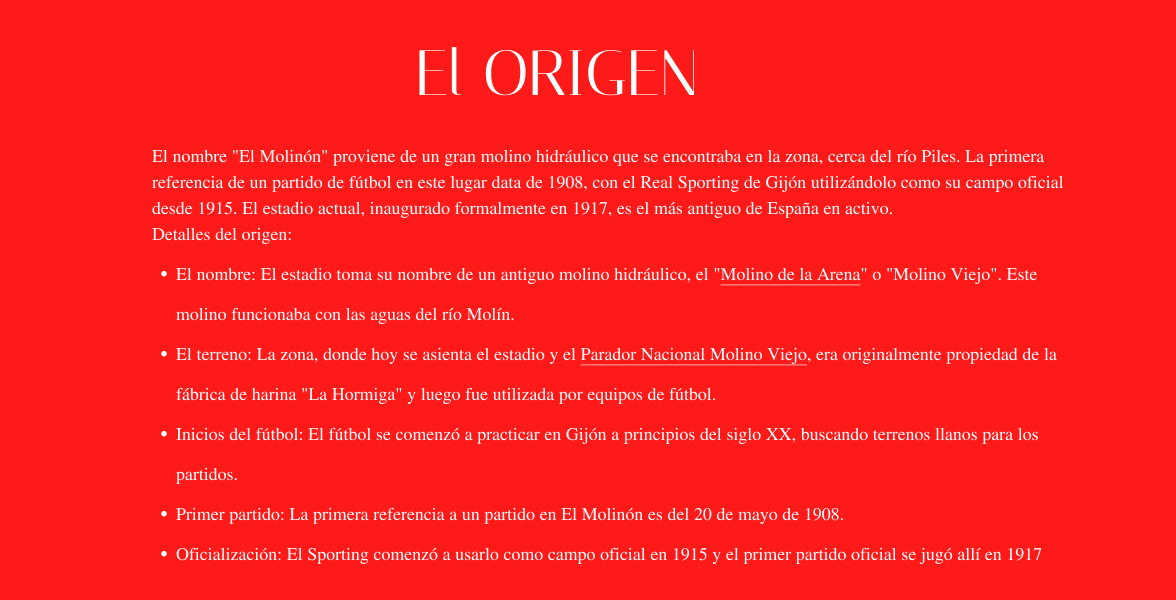 El ORIGEN
El nombre "El Molinón" proviene de un gran molino hidráulico que se encontraba en la zona, cerca del río Piles. La primera
referencia de un partido de fútbol en este lugar data de 1908, con el Real Sporting de Gijón utilizándolo como su campo oficial
desde 1915. El estadio actual, inaugurado formalmente en 1917, es el más antiguo de España en activo.
Detalles del origen:
• El nombre: El estadio toma su nombre de un antiguo molino hidráulico, el "Molino de la Arena" o "Molino Viejo". Este
molino funcionaba con las aguas del río Molín.
• El terreno: La zona, donde hoy se asienta el estadio y el Parador Nacional Molino Viejo, era originalmente propiedad de la
fábrica de harina "La Hormiga" y luego fue utilizada por equipos de fútbol.
• Inicios del fútbol: El fútbol se comenzó a practicar en Gijón a principios del siglo XX, buscando terrenos llanos para los
partidos.
• Primer partido: La primera referencia a un partido en El Molinón es del 20 de mayo de 1908.
• Oficialización: El Sporting comenzó a usarlo como campo oficial en 1915 y el primer partido oficial se jugó allí en 1917